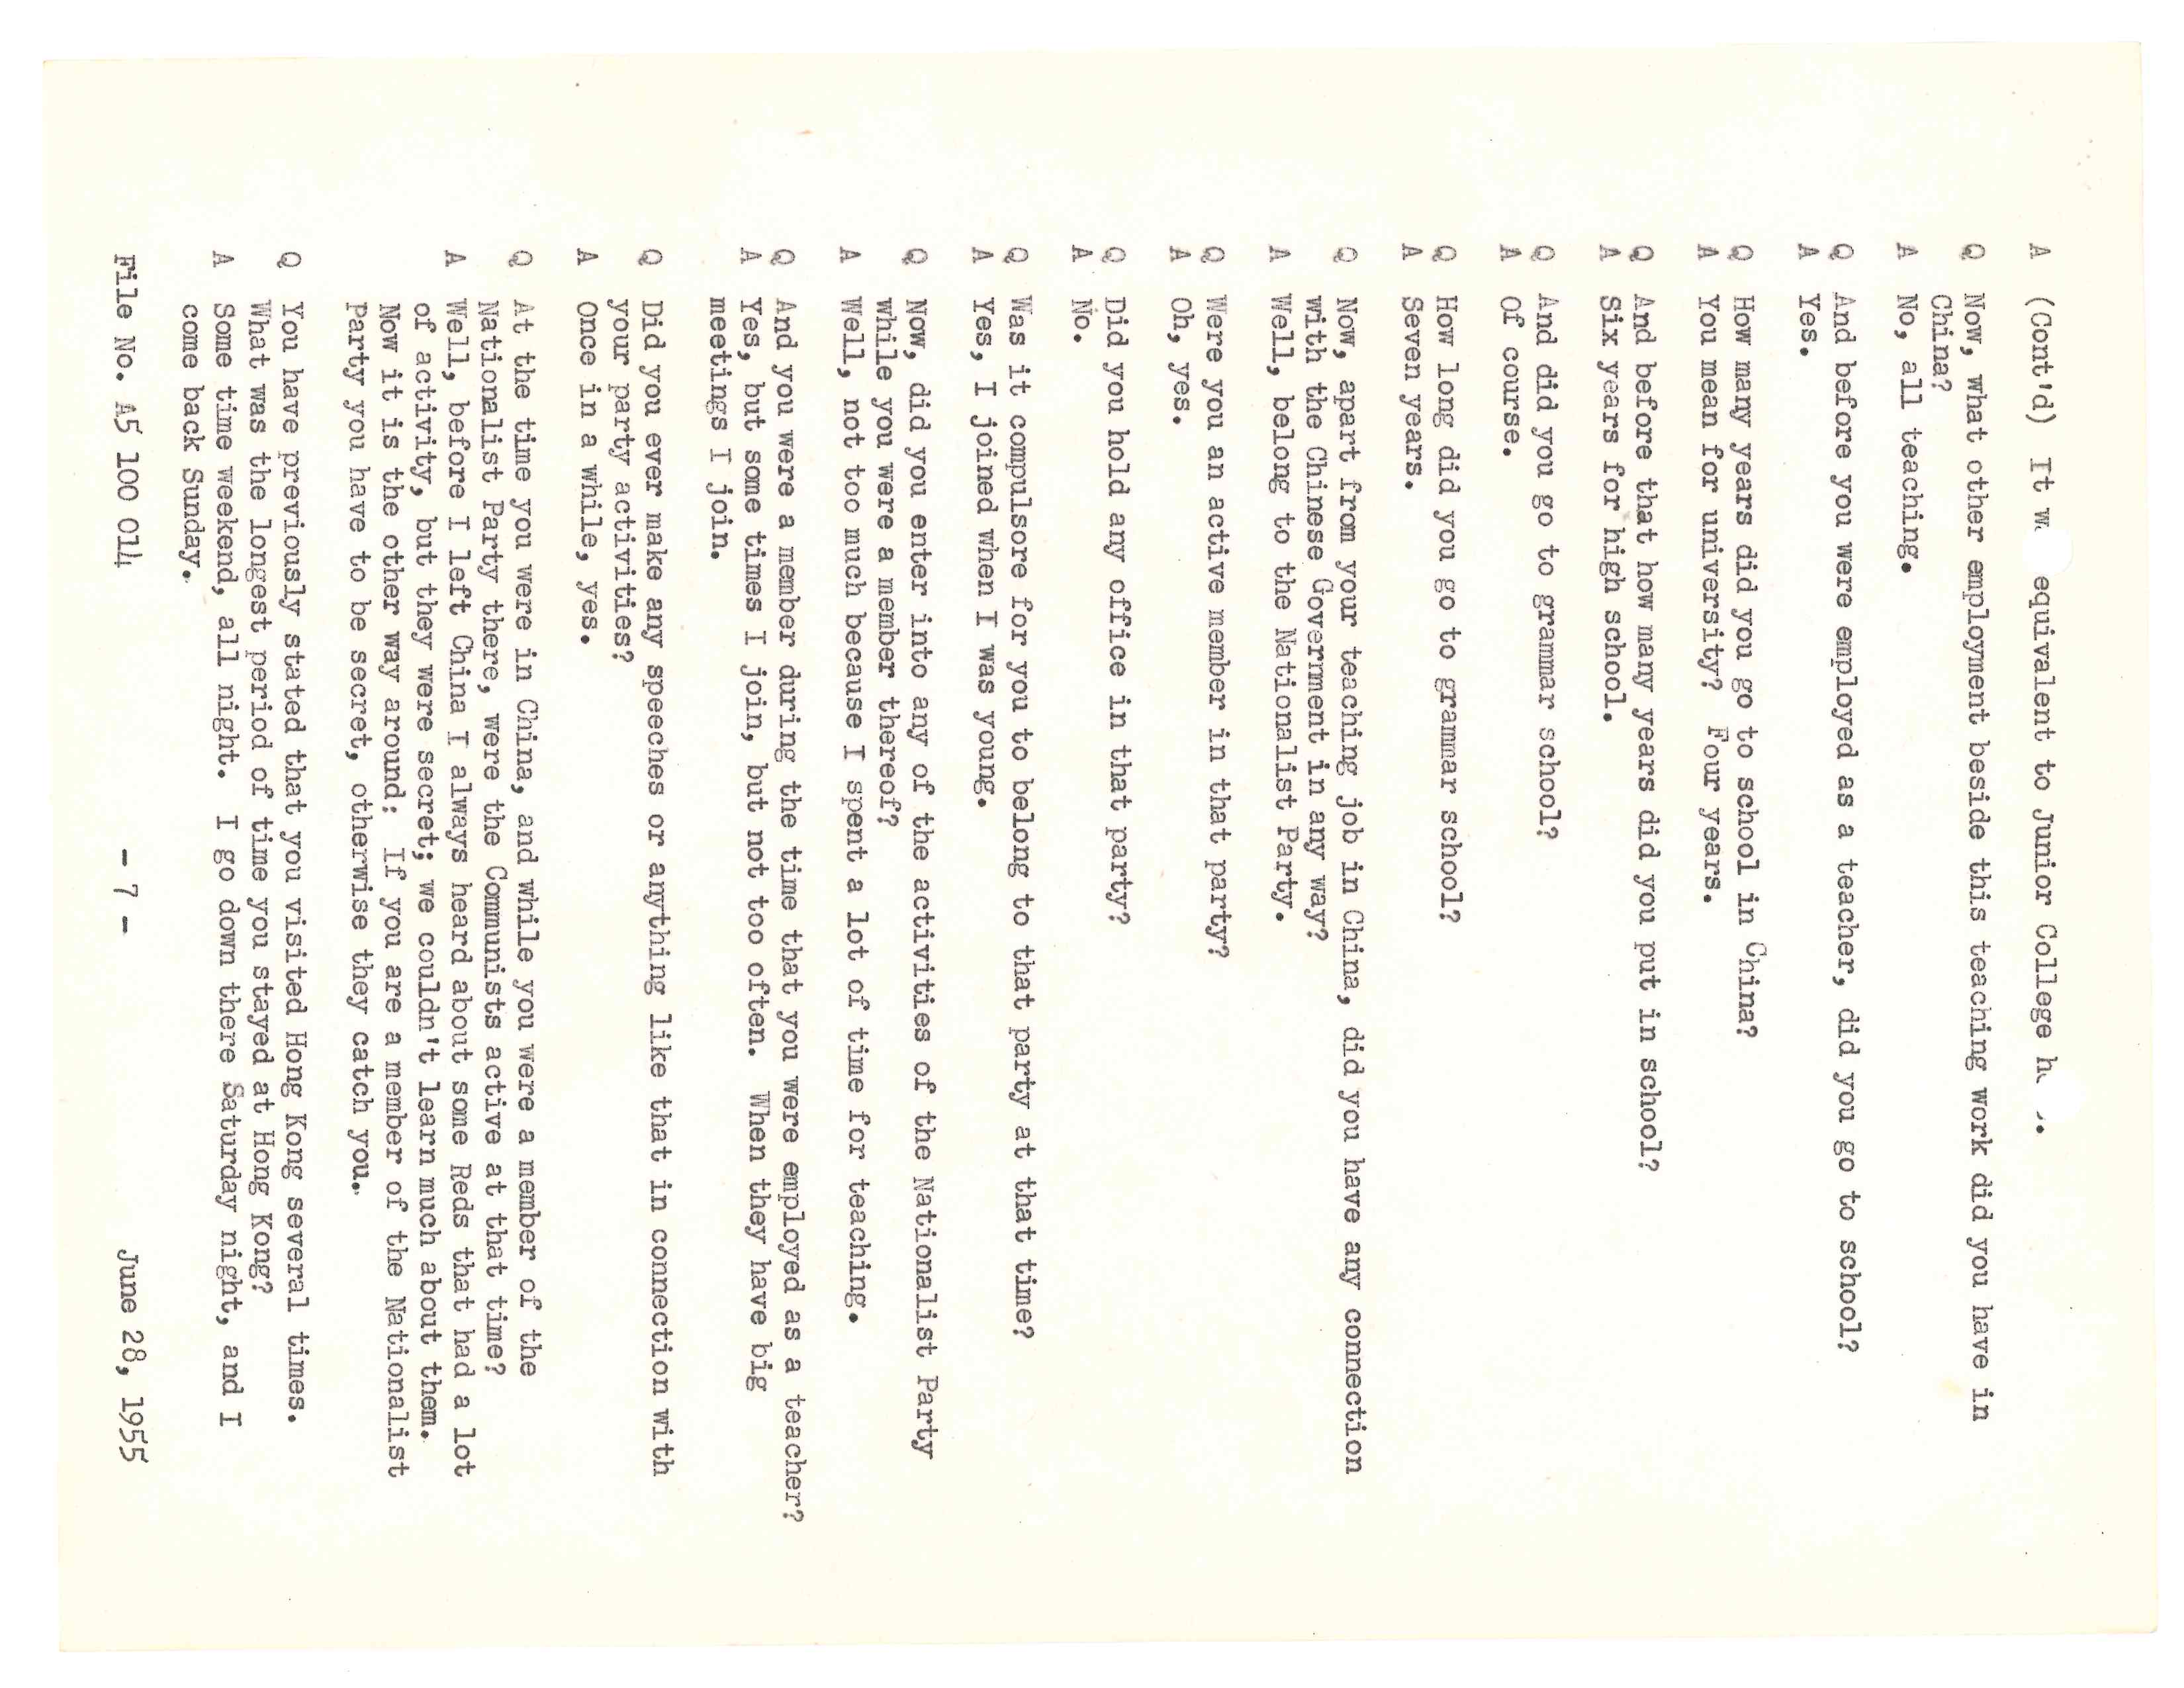 A (Cont'd) It equivalent to Junior College
Q Now, what other employment beside this teaching work did you have in
China?
A No, all teaching.
Q And before you were employed as a teacher, did you go to school?
A Yes.
Q How many years did you go to school in China?
A You mean for university? Four years.
Q And before that how many years did you put in school?
A Six years for high school.
Q And did you go to grammar school?
A Of course.
Q How long did you go to grammar school?
A Seven years.
Q Now, apart from your teaching job in China, did you have any connection
with the Chinese Government in any way?
A Well, belong to the Nationalist Party.
Q Were you an active member in that party?
A Oh, yes.
Q Did you hold any office in that party?
A No.
Q Was it compulsore for you to belong to that party at that time?
A Yes, I joined when I was young.
Q Now, did you enter into any of the activities of the Nationalist Party
while you were a member thereof?
A Well, not too much because I spent a lot of time for teaching.
Q And you were a member during the time that you were employed as a teacher?
A Yes, but some times I join, but not too often. When they have big
meetings I join.
Q Did you ever make any speeches or anything like that in connection with
your party activities?
A Once in a while, yes.
Q At the time you were in China, and while you were a member of the
Nationalist Party there, were the Communists active at that time?
A Well, before I left China I always heard about some Reds that had a lot
of activity, but they were secret; we couldn't learn much about them.
Now it is the other way around: If you are a member of the Nationalist
Party you have to be secret, otherwise they catch you.
Q You have previously stated that you visited Hong Kong several times.
What was the longest period of time you stayed at Hong Kong?
A Some time weekend, all night. I go down there Saturday night, and I
come back Sunday.
File No. A5 100 014 - 7 - June 28, 1955